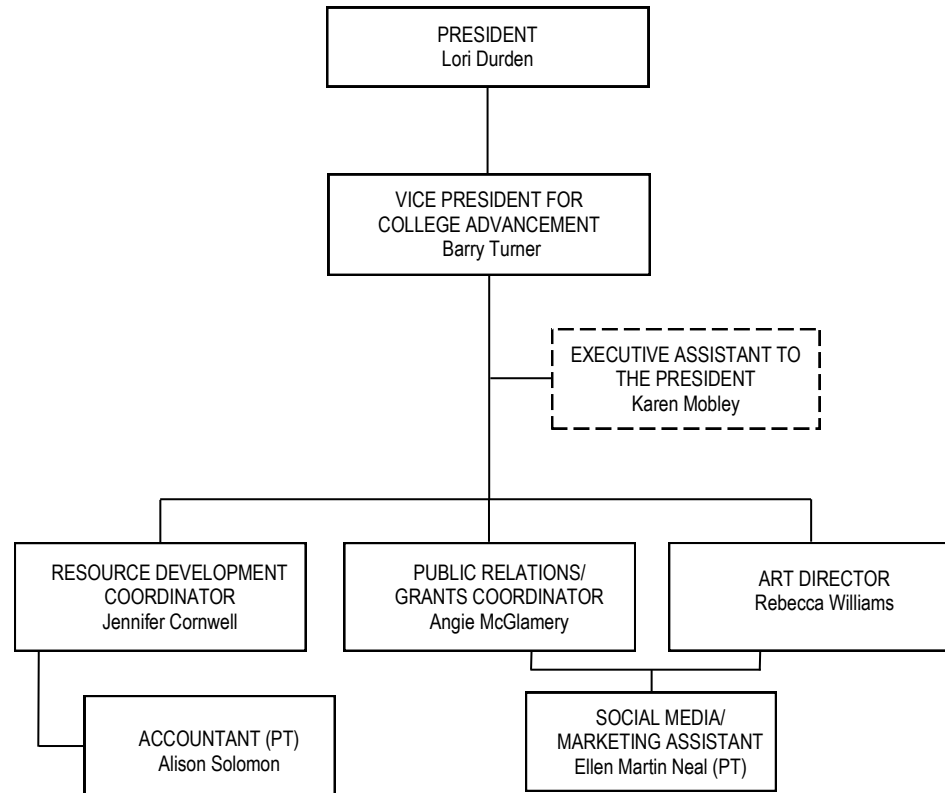 PRESIDENT
Lori Durden
VICE PRESIDENT FOR
COLLEGE ADVANCEMENT
Barry Turner
EXECUTIVE ASSISTANT TO
THE PRESIDENT
Karen Mobley
RESOURCE DEVELOPMENT
COORDINATOR
Jennifer Cornwell
PUBLIC RELATIONS/
GRANTS COORDINATOR
Angie McGlamery
ART DIRECTOR
Rebecca Williams
ACCOUNTANT (PT)
Alison Solomon
SOCIAL MEDIA/
MARKETING ASSISTANT
Ellen Martin Neal (PT)